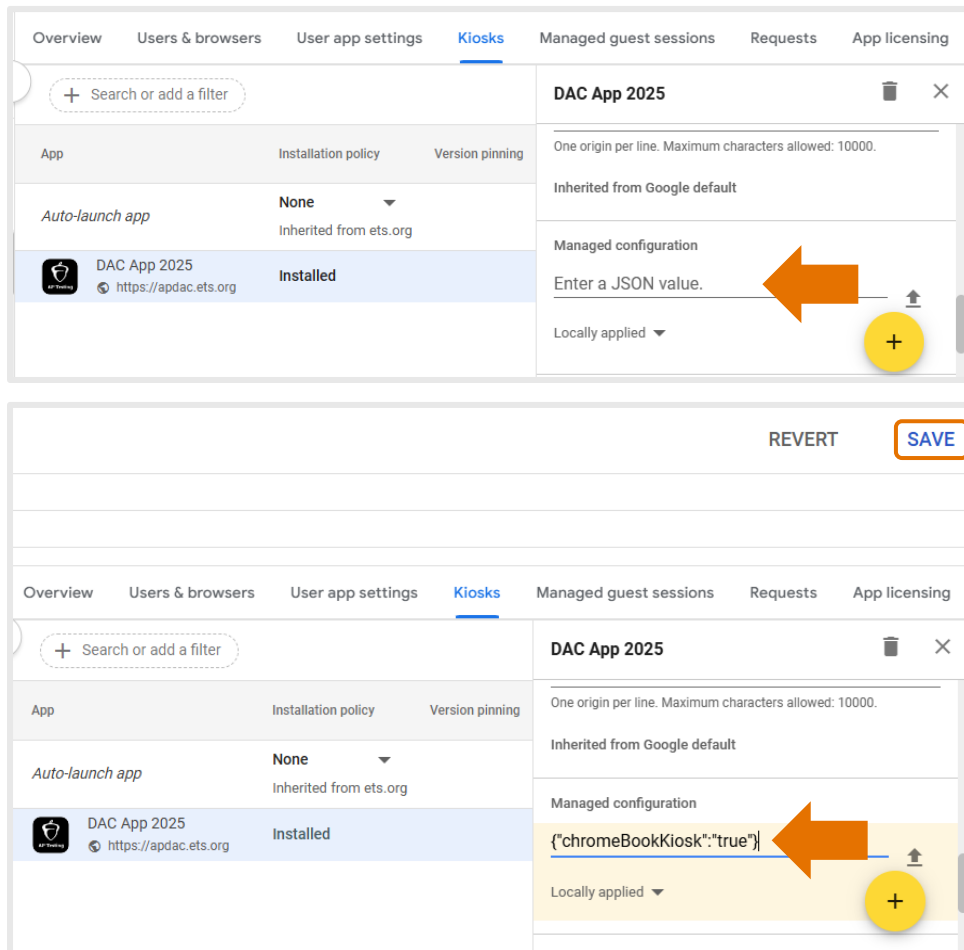 Overview Users & browsers User app settings Kiosks Managed guest sessions Requests App licensing
Search or add a filter
DAC App 2025
App Installation policy Version pinning
One origin per line. Maximum characters allowed: 10000.
Inherited from Google default
Auto-launch app
None
Inherited from ets.org
Managed configuration
Enter a JSON value.
AP Testing
DAC App 2025
https://apdac.ets.org
Installed
Locally applied
REVERT SAVE
Overview Users & browsers User app settings Kiosks Managed guest sessions Requests App licensing
Search or add a filter
DAC App 2025
App Installation policy Version pinning
One origin per line. Maximum characters allowed: 10000.
Inherited from Google default
Auto-launch app
None
Inherited from ets.org
Managed configuration
{"chromeBookKiosk":"true"}
AP Testing
DAC App 2025
https://apdac.ets.org
Installed
Locally applied